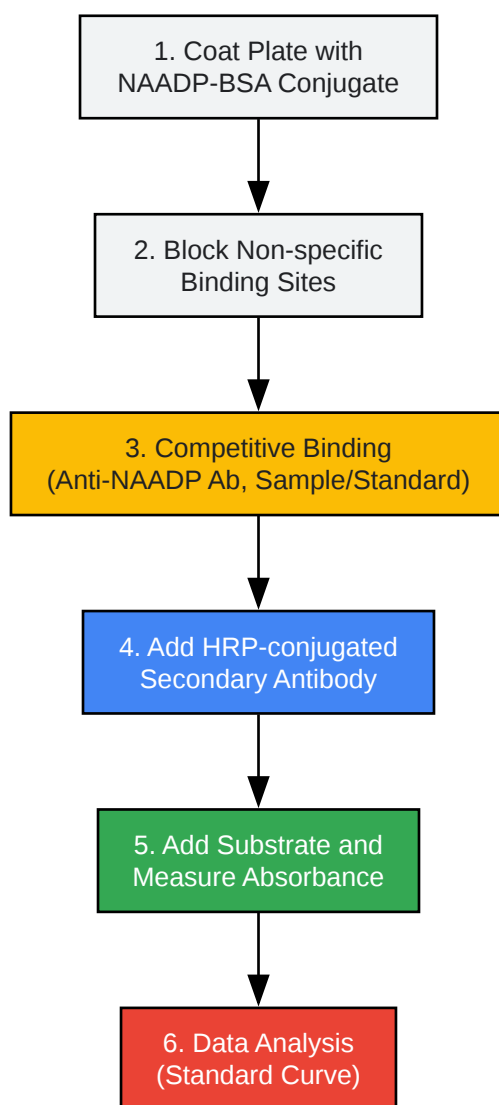 1. Coat Plate with
NAADP-BSA Conjugate
2. Block Non-specific
Binding Sites
3. Competitive Binding
(Anti-NAADP Ab, Sample/Standard)
4. Add HRP-conjugated
Secondary Antibody
5. Add Substrate and
Measure Absorbance
6. Data Analysis
(Standard Curve)